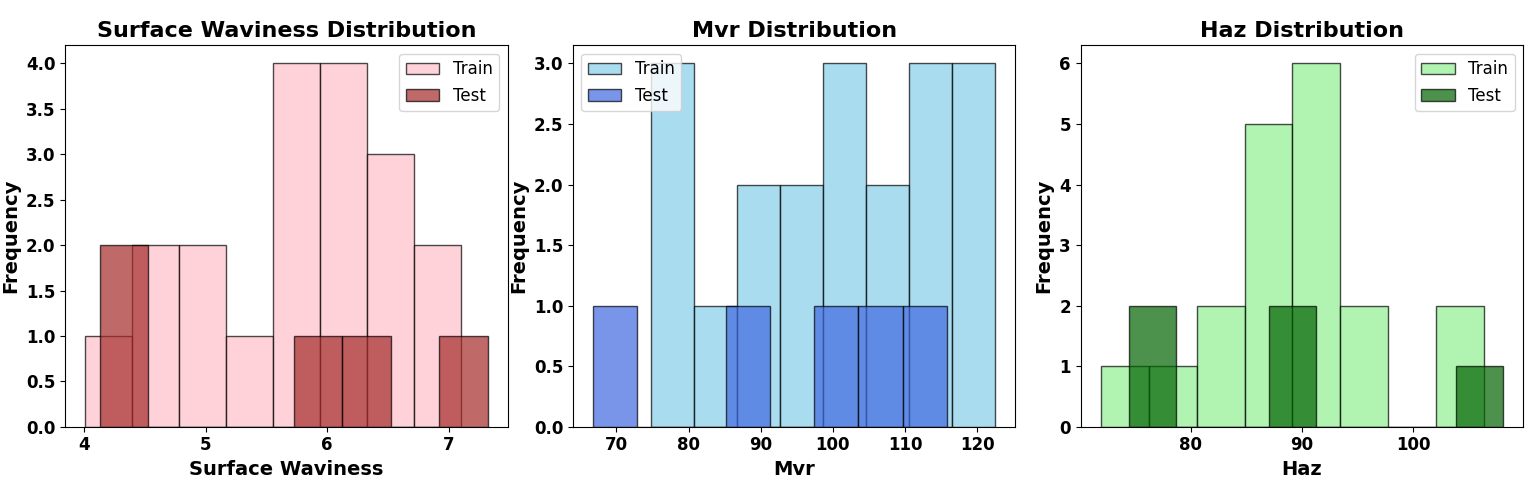 Surface Waviness Distribution
Frequency
4.0
3.5
3.0
2.5
2.0
1.5
1.0
0.5
0.0
Train
Test
4 5 6 7
Surface Waviness
Mvr Distribution
Frequency
3.0
2.5
2.0
1.5
1.0
0.5
0.0
Train
Test
70 80 90 100 110 120
Mvr
Haz Distribution
Frequency
6
5
4
3
2
1
0
Train
Test
80 90 100
Haz